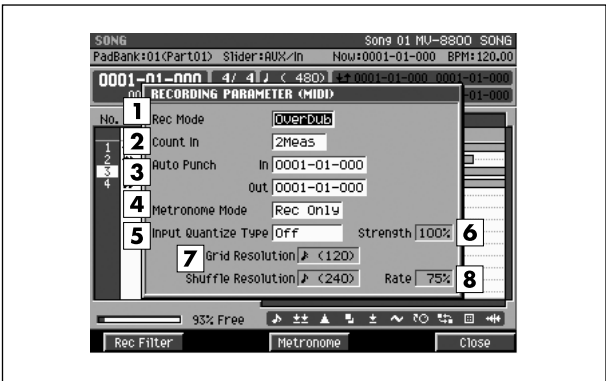 SONG Song 01 MV-8800 SONG
PadBank:01(Part01) Slider:AUX/In Now:0001-01-000 BPM:120.00
0001-01-000 4/ 4 ♩ ( 480) 0001-01-000 0001-01-000
RECORDING PARAMETER (MIDI) -01-000
No. 1 Rec Mode OverDub
2 Count In 2Meas
1
2 3 Auto Punch In 0001-01-000
3
4 Out 0001-01-000
4 Metronome Mode Rec Only
5 Input Quantize Type Off Strength 100% 6
7 Grid Resolution ♪ (120)
Shuffle Resolution ♪ (240) Rate 75% 8
93% Free
Rec Filter Metronome Close